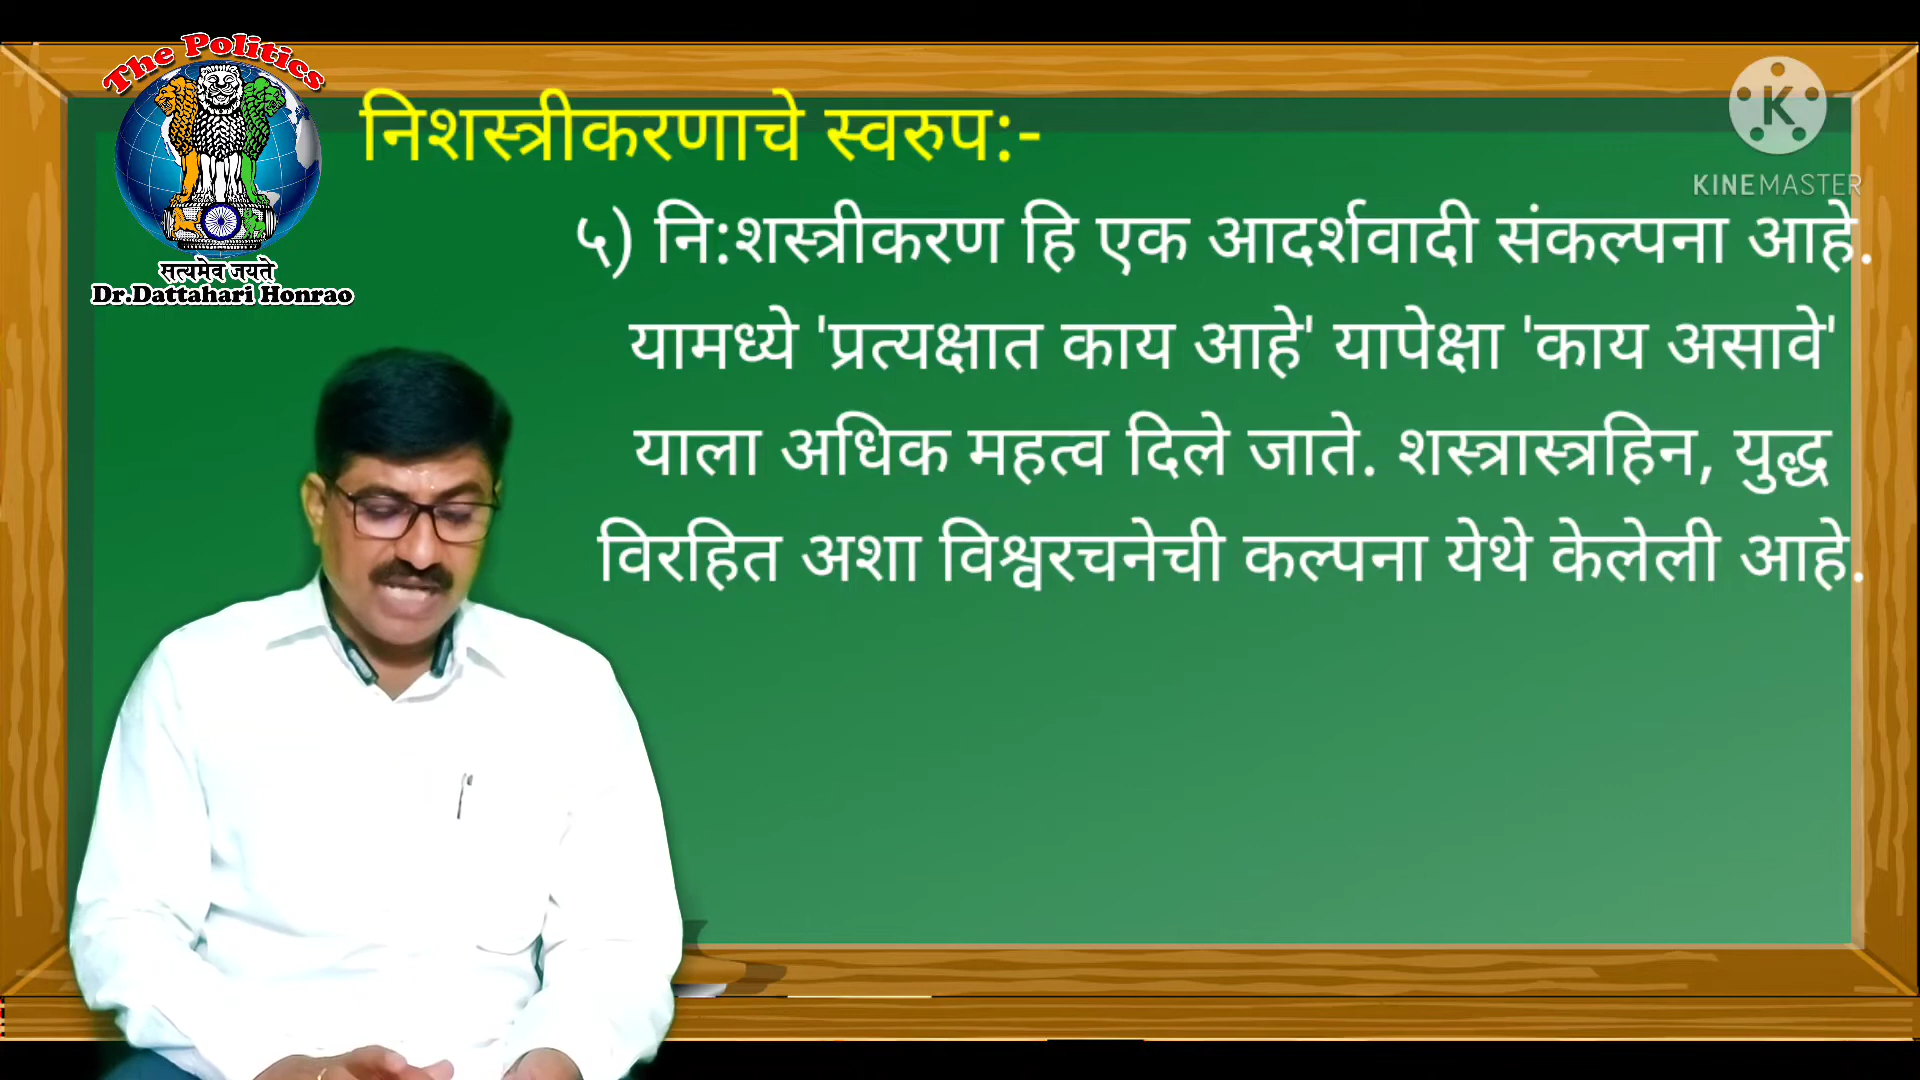 The Politics
सत्यमेव जयते
Dr.Dattahari Honrao
KINEMASTER
निशस्त्रीकरणाचे स्वरुप:-
५) नि:शस्त्रीकरण हि एक आदर्शवादी संकल्पना आहे.
यामध्ये 'प्रत्यक्षात काय आहे' यापेक्षा 'काय असावे'
याला अधिक महत्व दिले जाते. शस्त्रास्त्रहिन, युद्ध
विरहित अशा विश्वरचनेची कल्पना येथे केलेली आहे.